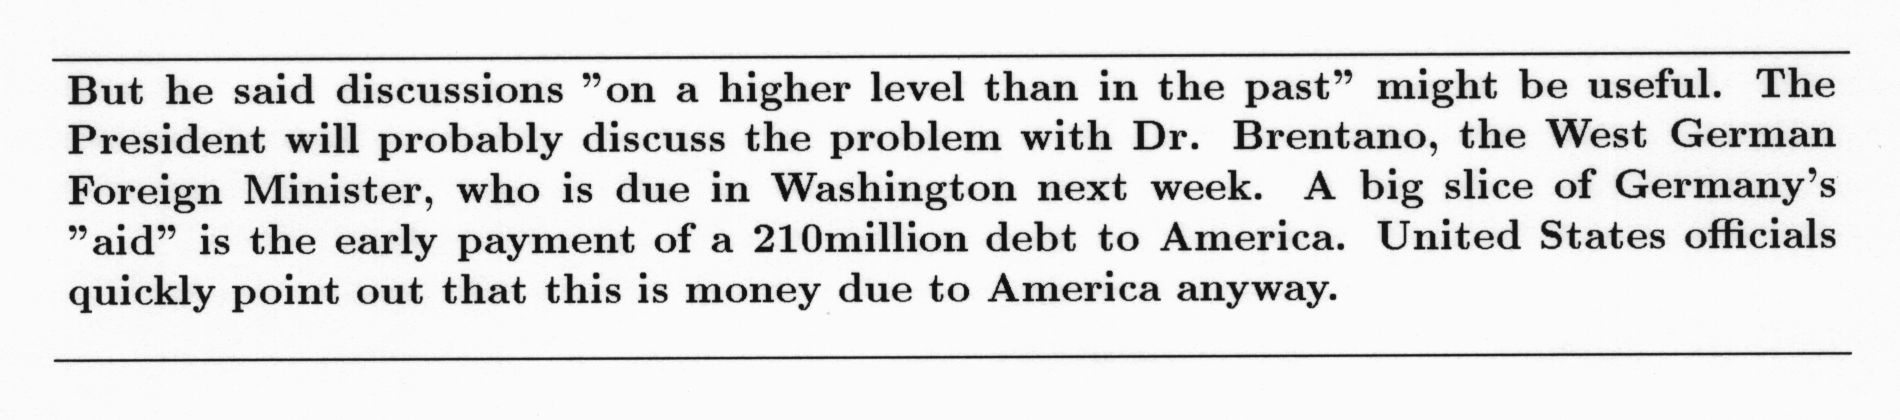 But he said discussions ”on a higher level than in the past” might be useful. The
President will probably discuss the problem with Dr. Brentano, the West German
Foreign Minister, who is due in Washington next week. A big slice of Germany’s
”aid” is the early payment of a 210million debt to America. United States officials
quickly point out that this is money due to America anyway.